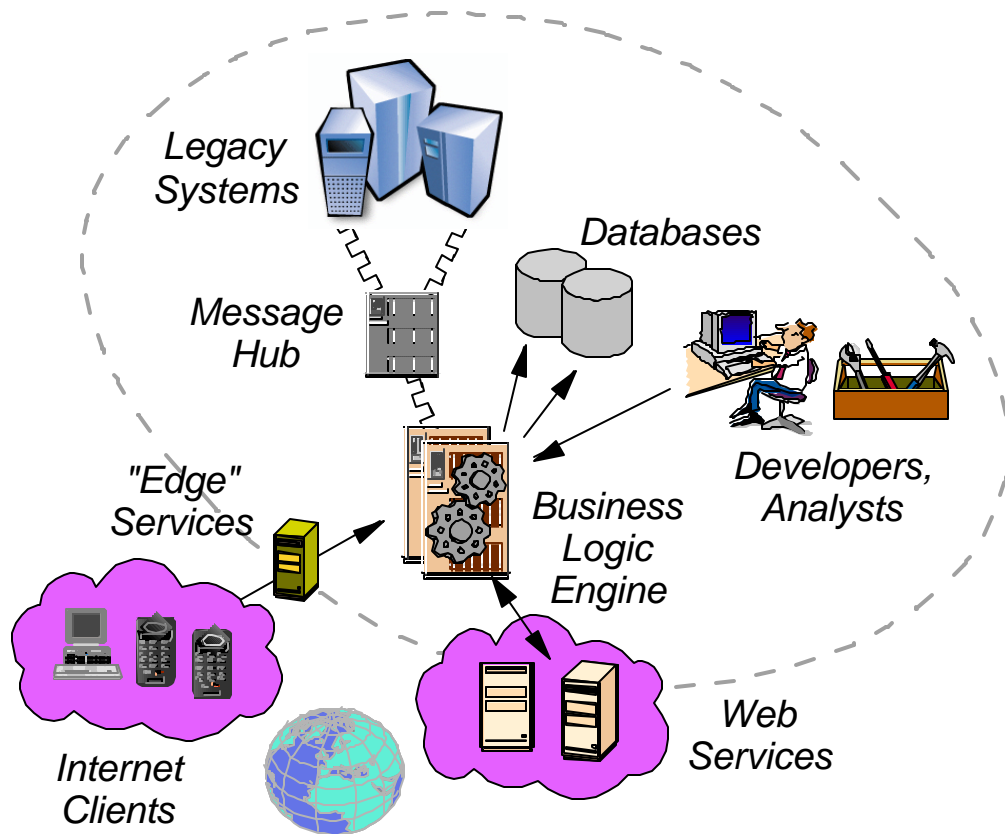 Legacy
Systems
Databases
Message
Hub
Developers,
Analysts
"Edge"
Services
Business
Logic
Engine
Web
Services
Internet
Clients